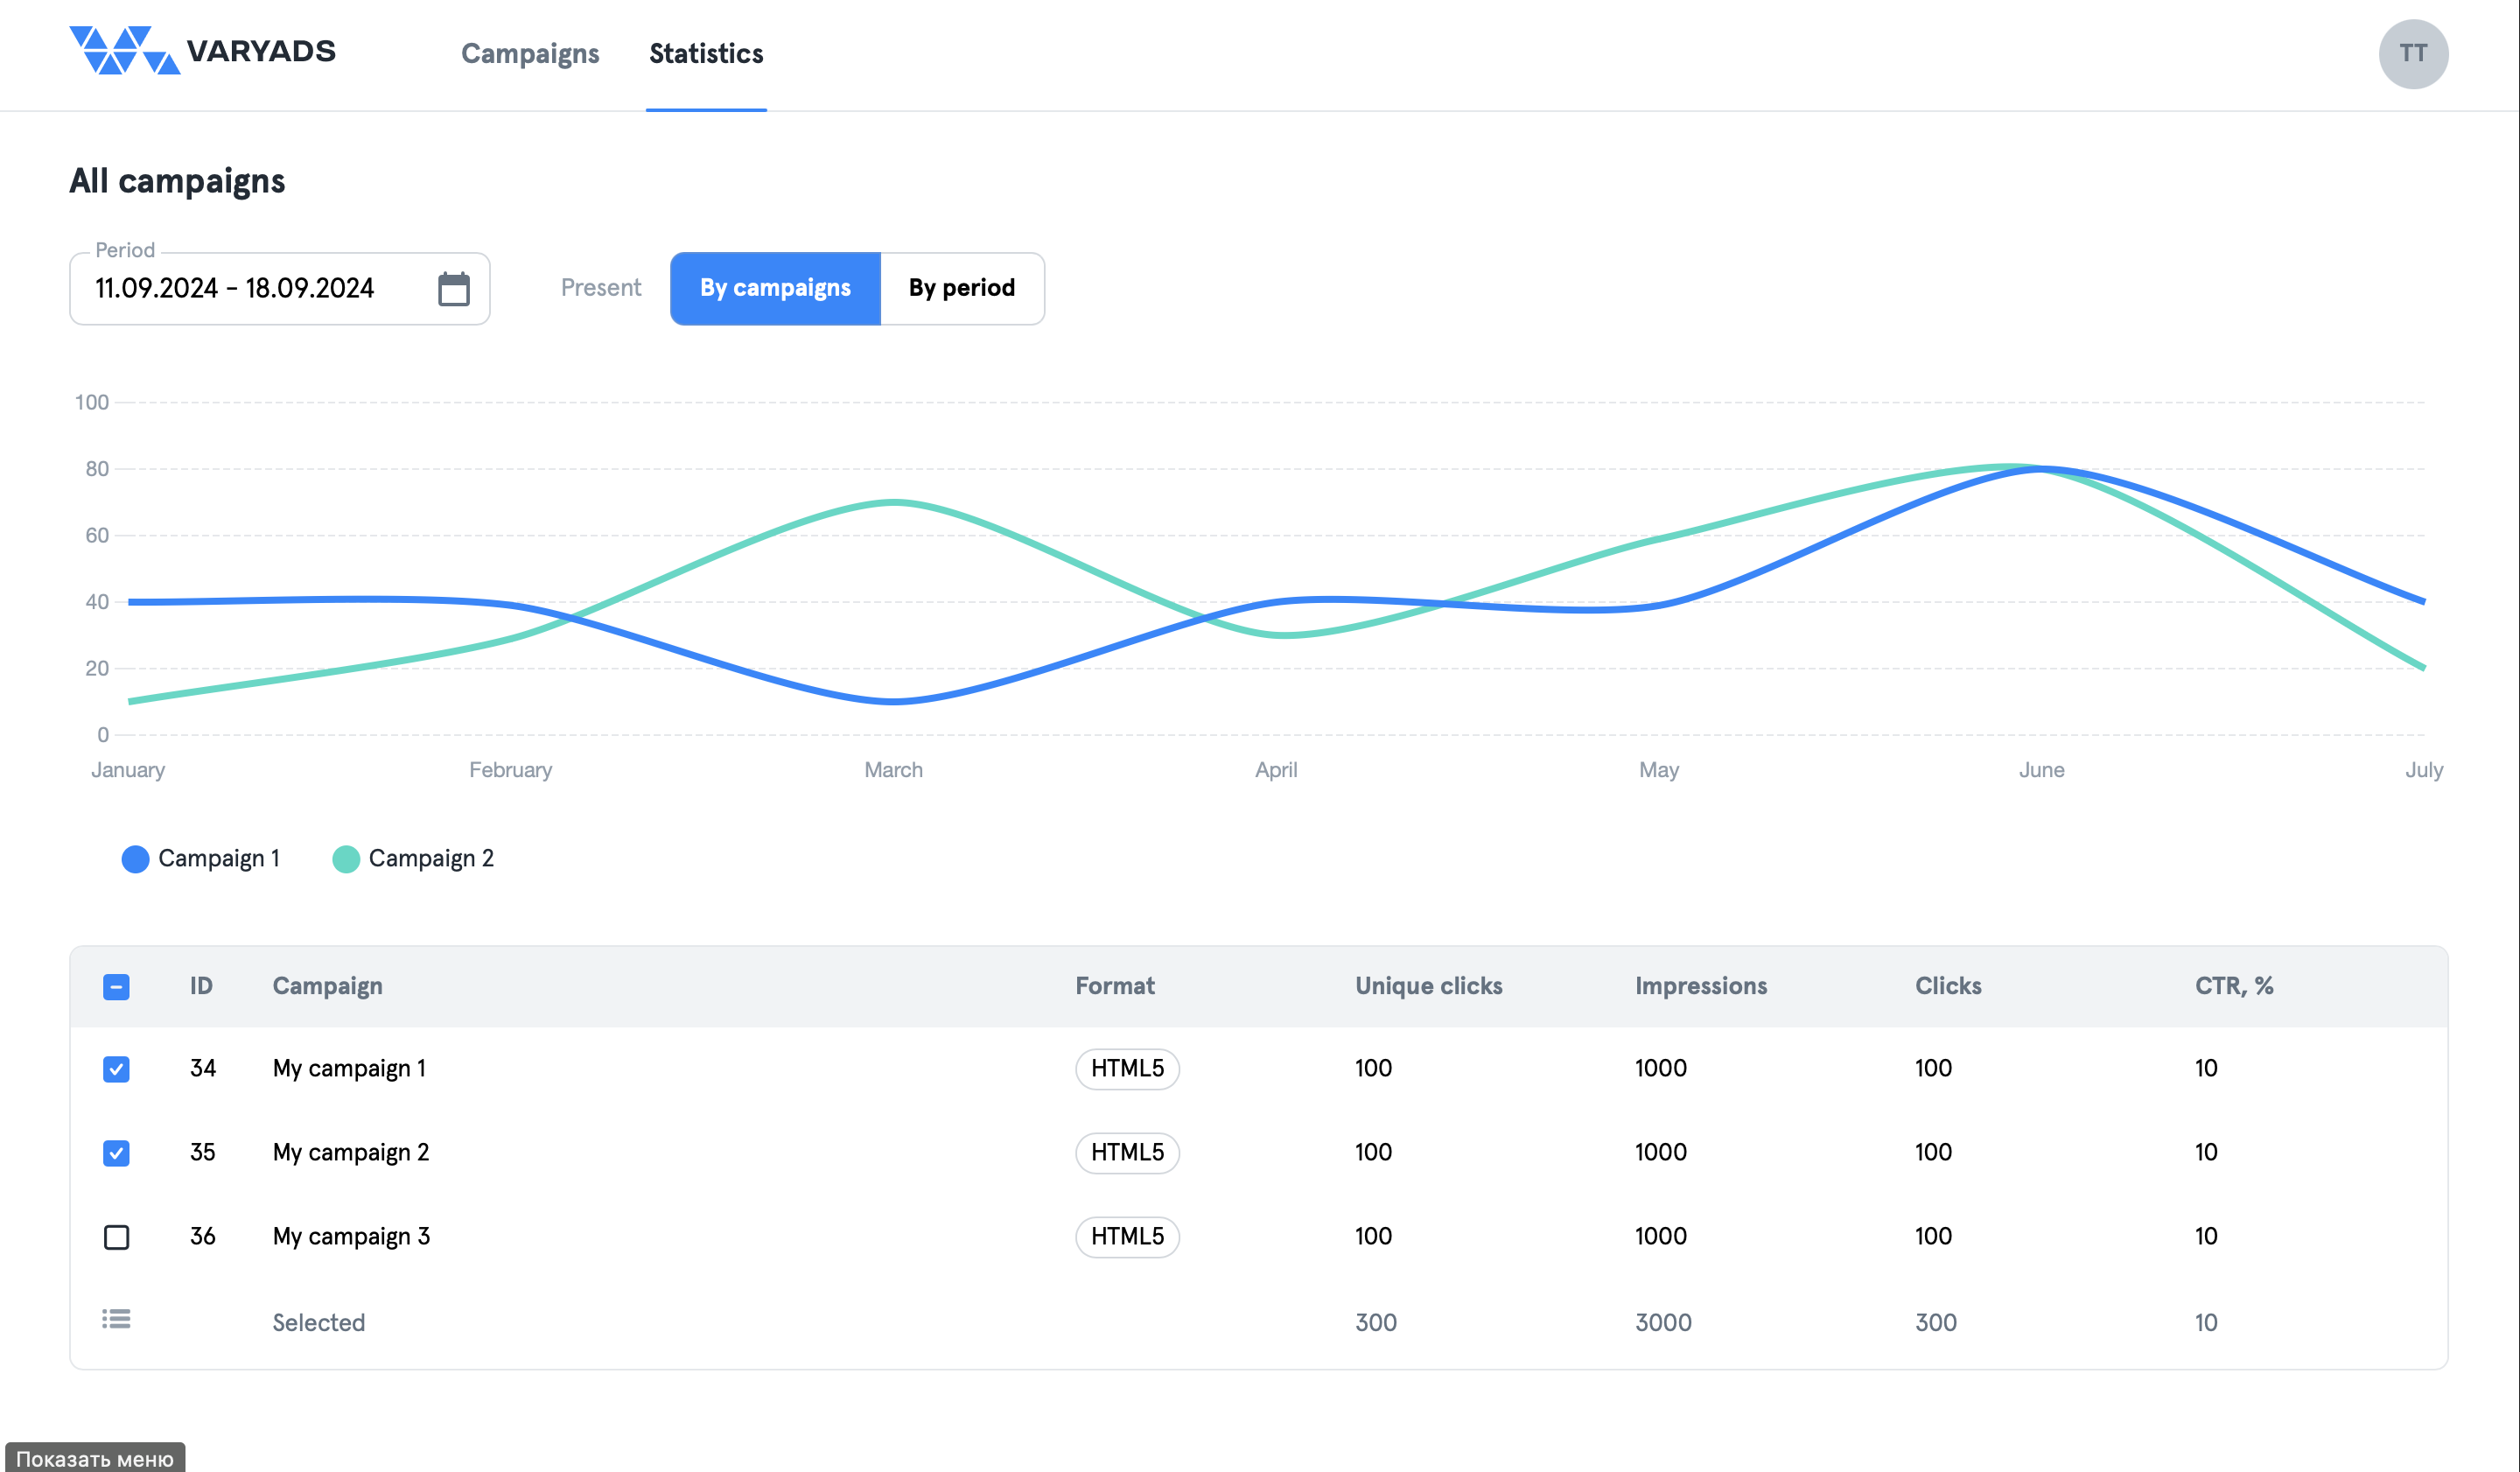 VARYADS Campaigns Statistics TT
All campaigns
Period
11.09.2024 – 18.09.2024 Present By campaigns By period
100
80
60
40
20
0
January February March April May June July
Campaign 1 Campaign 2
ID Campaign Format Unique clicks Impressions Clicks CTR, %
34 My campaign 1 HTML5 100 1000 100 10
35 My campaign 2 HTML5 100 1000 100 10
36 My campaign 3 HTML5 100 1000 100 10
Selected 300 3000 300 10
Показать меню